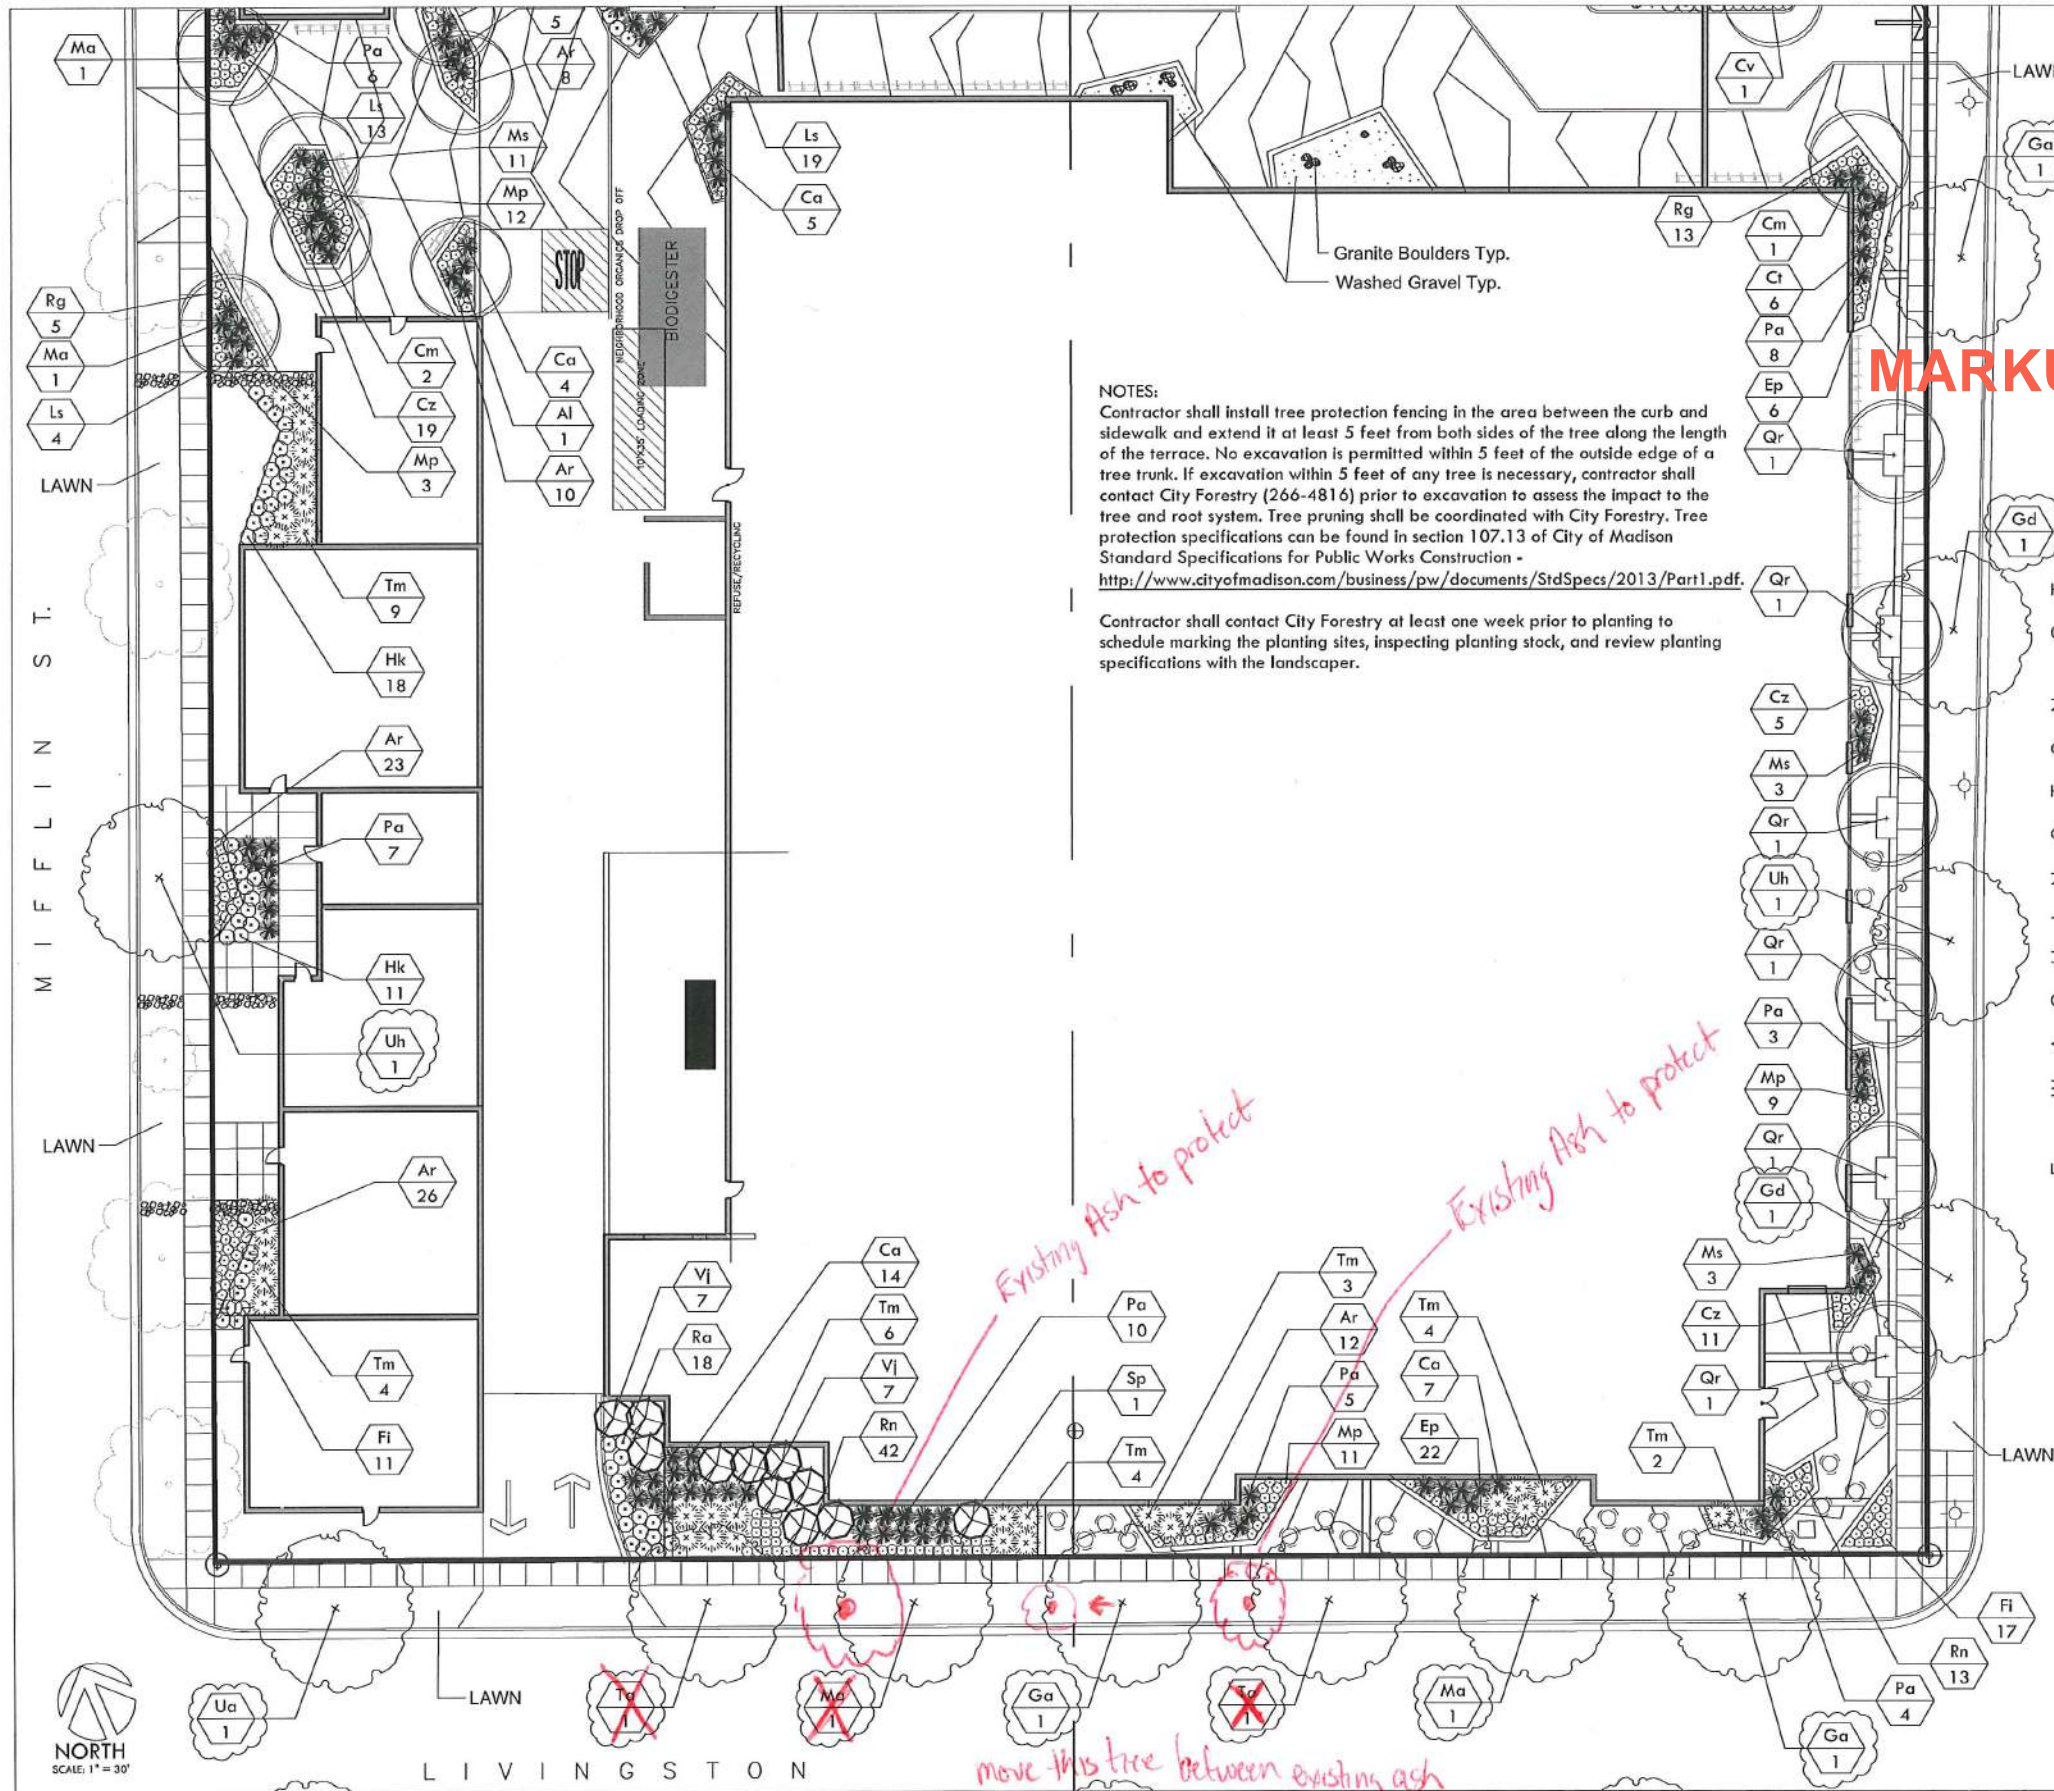 Ma
1
Pa
6
Ls
13
5
Ar
8
Ms
11
Mp
12
Ls
19
Ca
5
Cv
1
LAWN
Ga
1
Rg
13
Cm
1
Ct
6
Pa
8
Ep
6
Qr
1
Granite Boulders Typ.
Washed Gravel Typ.
STOP
NEIGHBORHOOD ORGANICS DROP OFF
BIODIGESTER
10'X35' LOADING ZONE
REFUSE/RECYCLING
Rg
5
Ma
1
Ls
4
LAWN
Cm
2
Cz
19
Mp
3
Ca
4
Al
1
Ar
10
MARKU
NOTES:
Contractor shall install tree protection fencing in the area between the curb and
sidewalk and extend it at least 5 feet from both sides of the tree along the length
of the terrace. No excavation is permitted within 5 feet of the outside edge of a
tree trunk. If excavation within 5 feet of any tree is necessary, contractor shall
contact City Forestry (266-4816) prior to excavation to assess the impact to the
tree and root system. Tree pruning shall be coordinated with City Forestry. Tree
protection specifications can be found in section 107.13 of City of Madison
Standard Specifications for Public Works Construction -
http://www.cityofmadison.com/business/pw/documents/StdSpecs/2013/Part1.pdf.
Contractor shall contact City Forestry at least one week prior to planting to
schedule marking the planting sites, inspecting planting stock, and review planting
specifications with the landscaper.
Gd
1
Qr
1
Tm
9
Hk
18
MIFFLIN ST.
Ar
23
Pa
7
Hk
11
Uh
1
LAWN
Ar
26
Tm
4
Fi
11
Cz
5
Ms
3
Qr
1
Uh
1
Qr
1
Pa
3
Mp
9
Qr
1
Gd
1
Ms
3
Cz
11
Qr
1
Tm
2
LAWN
Existing Ash to protect
Existing Ash to protect
Vj
7
Ra
18
Ca
14
Tm
6
Vj
7
Rn
42
Pa
10
Sp
1
Tm
4
Tm
3
Ar
12
Pa
5
Mp
11
Tm
4
Ca
7
Ep
22
Fi
17
Rn
13
Pa
4
Ga
1
NORTH
SCALE: 1" = 30'
Ua
1
LAWN
Ta
1
Ma
1
Ga
1
Ta
1
Ma
1
LIVINGSTON
move this tree between existing ash